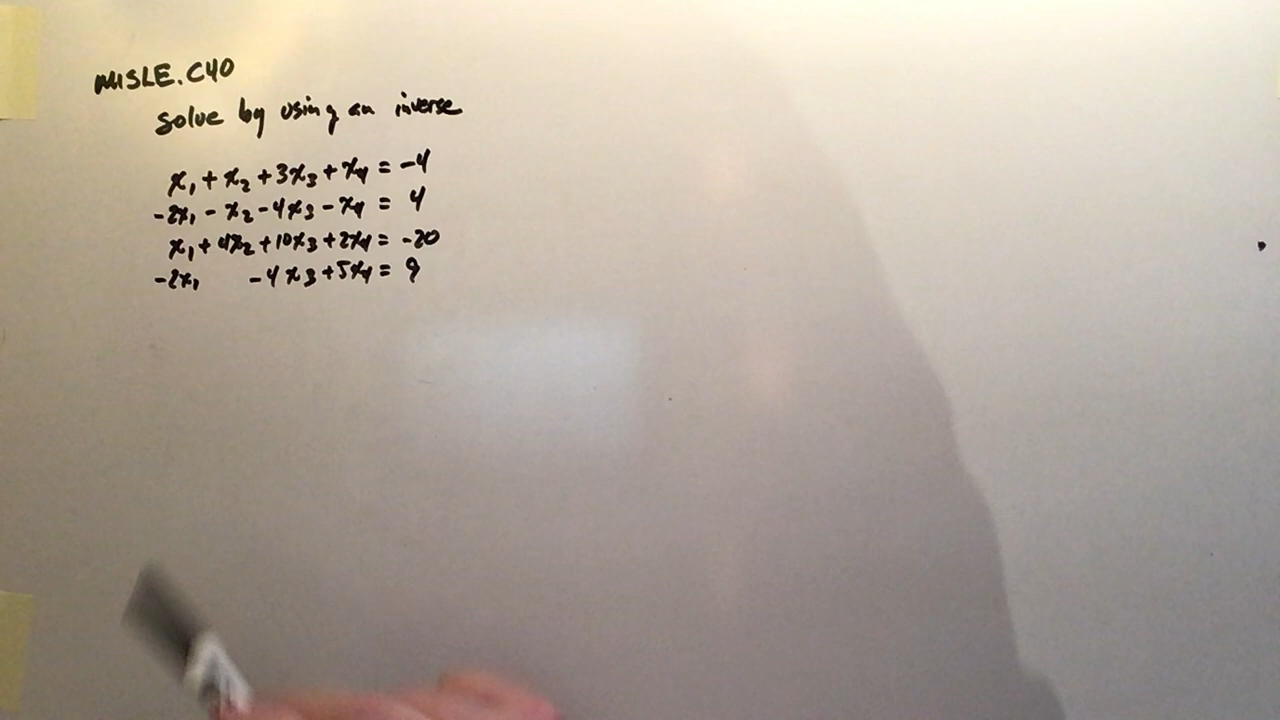 MISLE.C40
solve by using an inverse
x₁ + x₂ + 3x₃ + x₄ = -4
-2x₁ - x₂ - 4x₃ - x₄ = 4
x₁ + 4x₂ + 10x₃ + 2x₄ = -20
-2x₁ -4x₃ + 5x₄ = 9